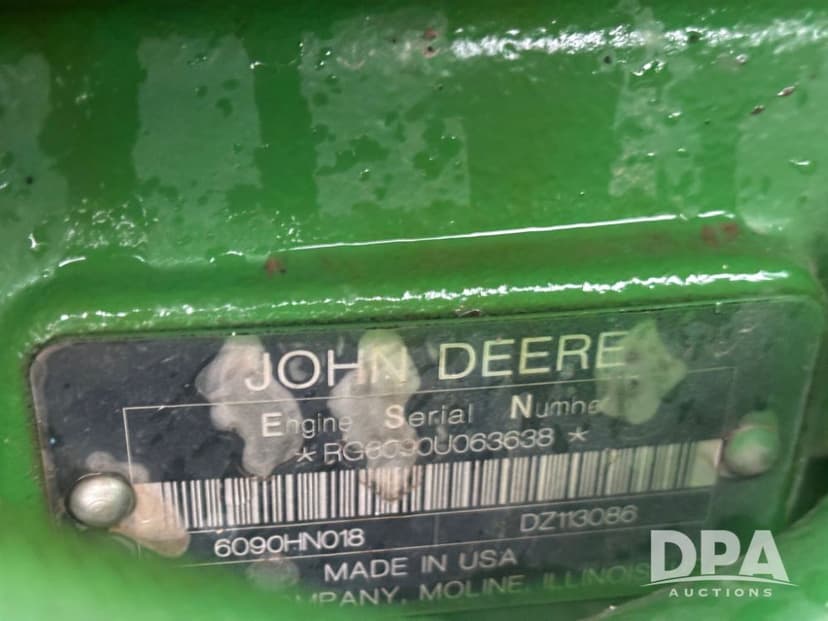 JOHN DEERE
Engine Serial Number
*RG6090U063638*
6090HN018 DZ113086
MADE IN USA
COMPANY, MOLINE, ILLINOIS
DPA
AUCTIONS